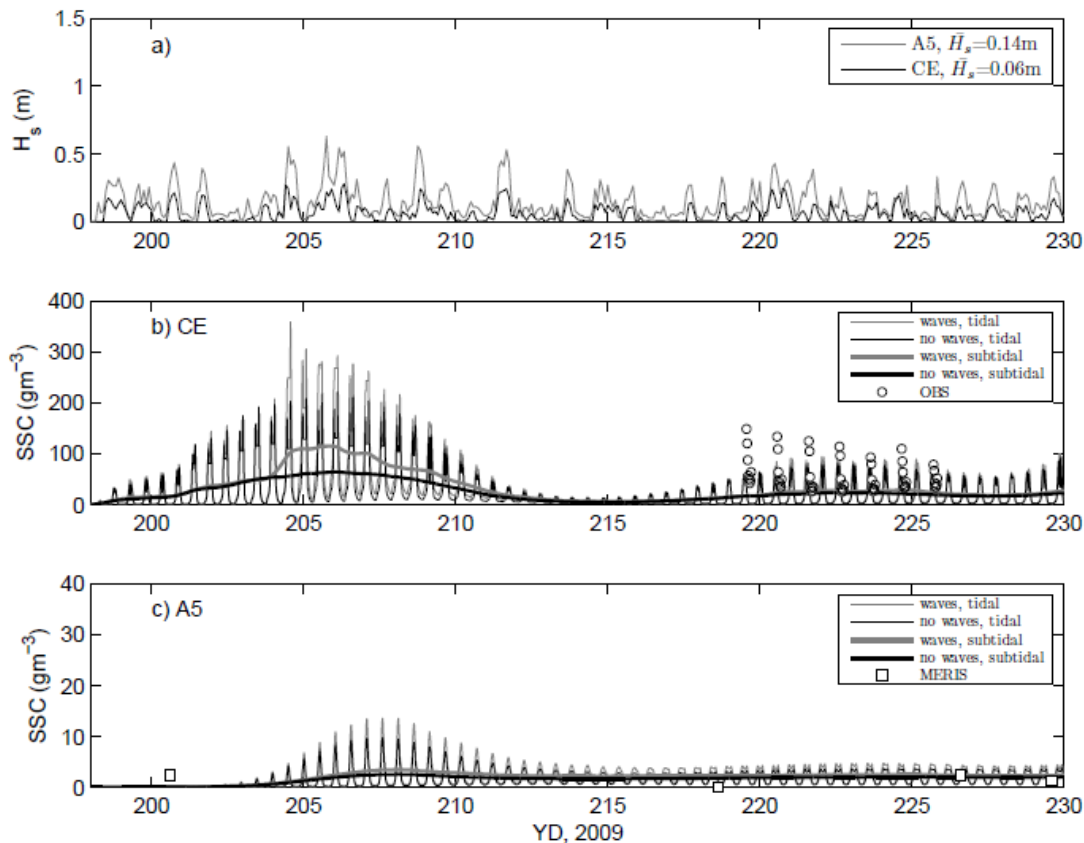 a)
A5, H̄s=0.14m
CE, H̄s=0.06m
Hs (m)
1.5
1
0.5
0
200 205 210 215 220 225 230
b) CE
waves, tidal
no waves, tidal
waves, subtidal
no waves, subtidal
OBS
SSC (gm⁻³)
400
300
200
100
0
200 205 210 215 220 225 230
c) A5
waves, tidal
no waves, tidal
waves, subtidal
no waves, subtidal
MERIS
SSC (gm⁻³)
40
30
20
10
0
200 205 210 215 220 225 230
YD, 2009